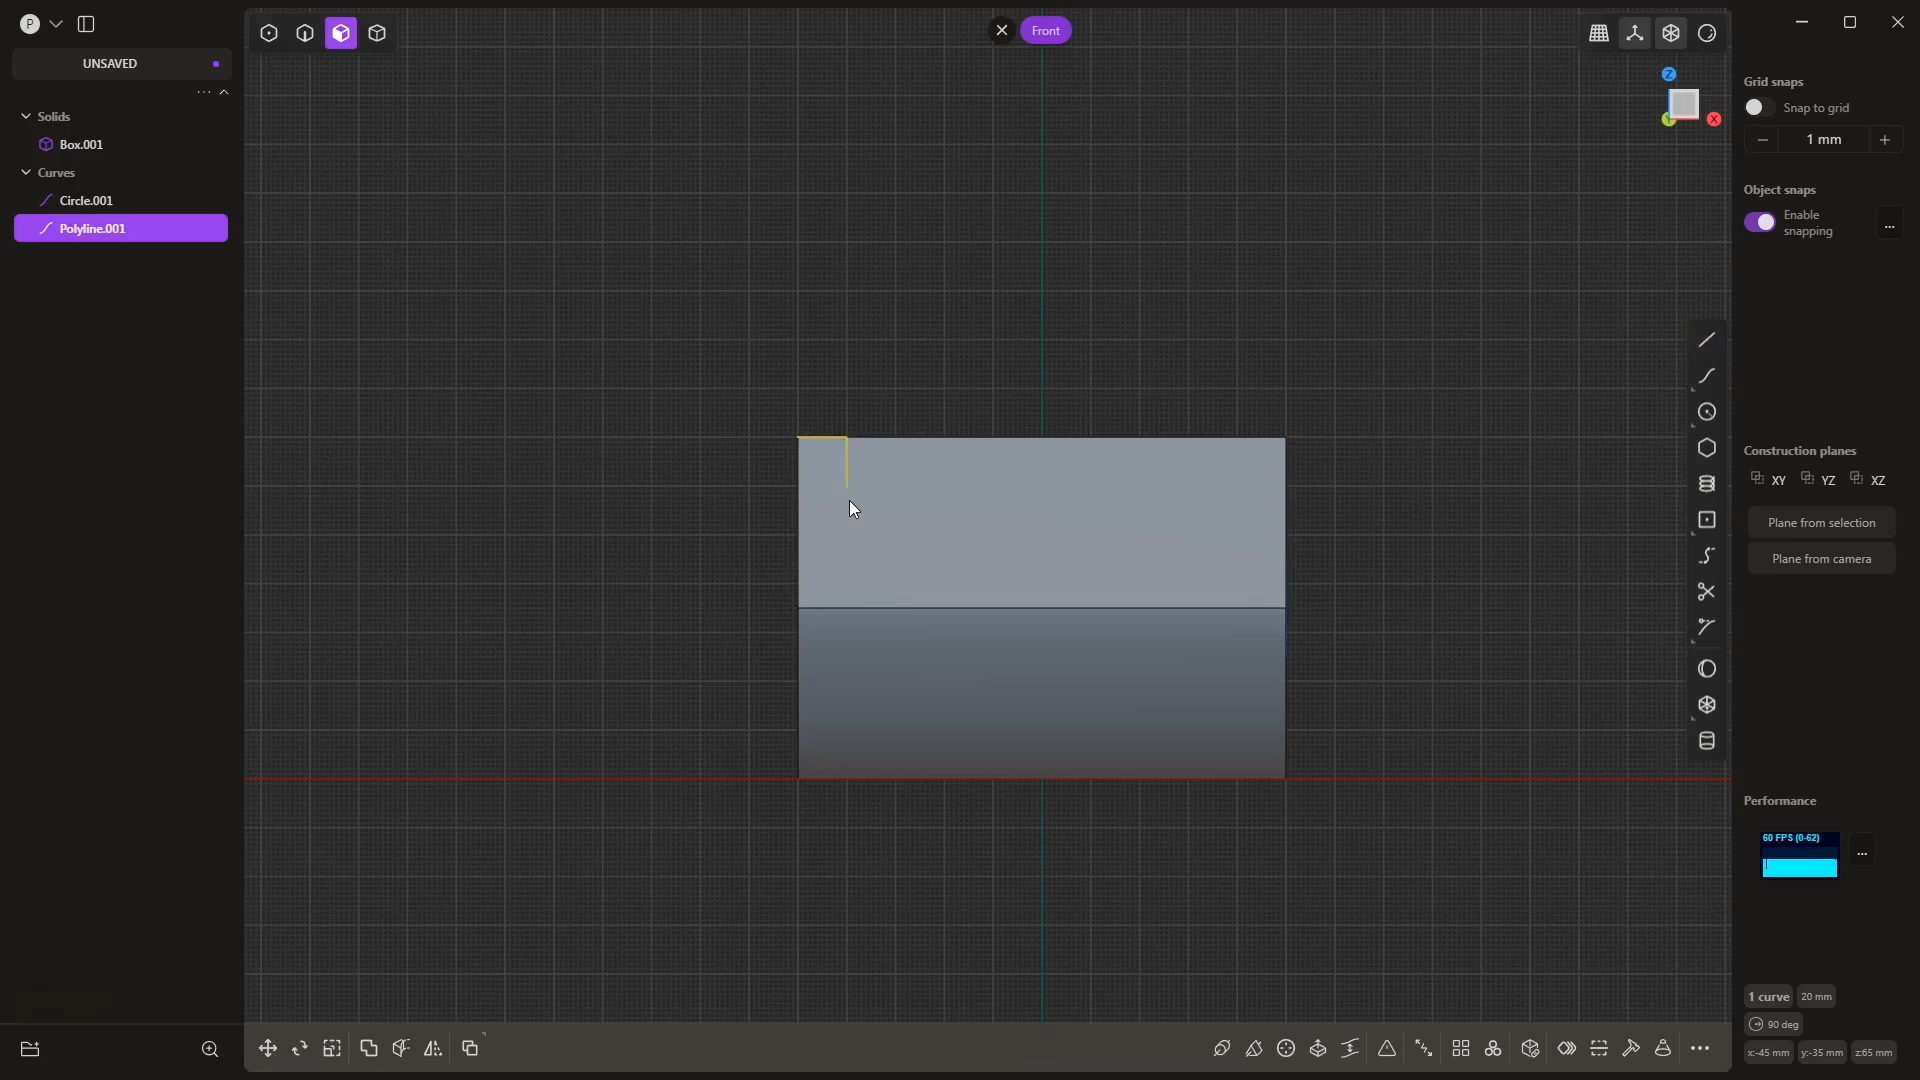 P
UNSAVED
Solids
Box.001
Curves
Circle.001
Polyline.001
Front
Z
Y
X
Grid snaps
Snap to grid
1 mm
Object snaps
Enable
snapping
...
Construction planes
XY
YZ
XZ
Plane from selection
Plane from camera
Performance
60 FPS (0-62)
...
1 curve
20 mm
90 deg
x:-45 mm
y:-35 mm
z:65 mm